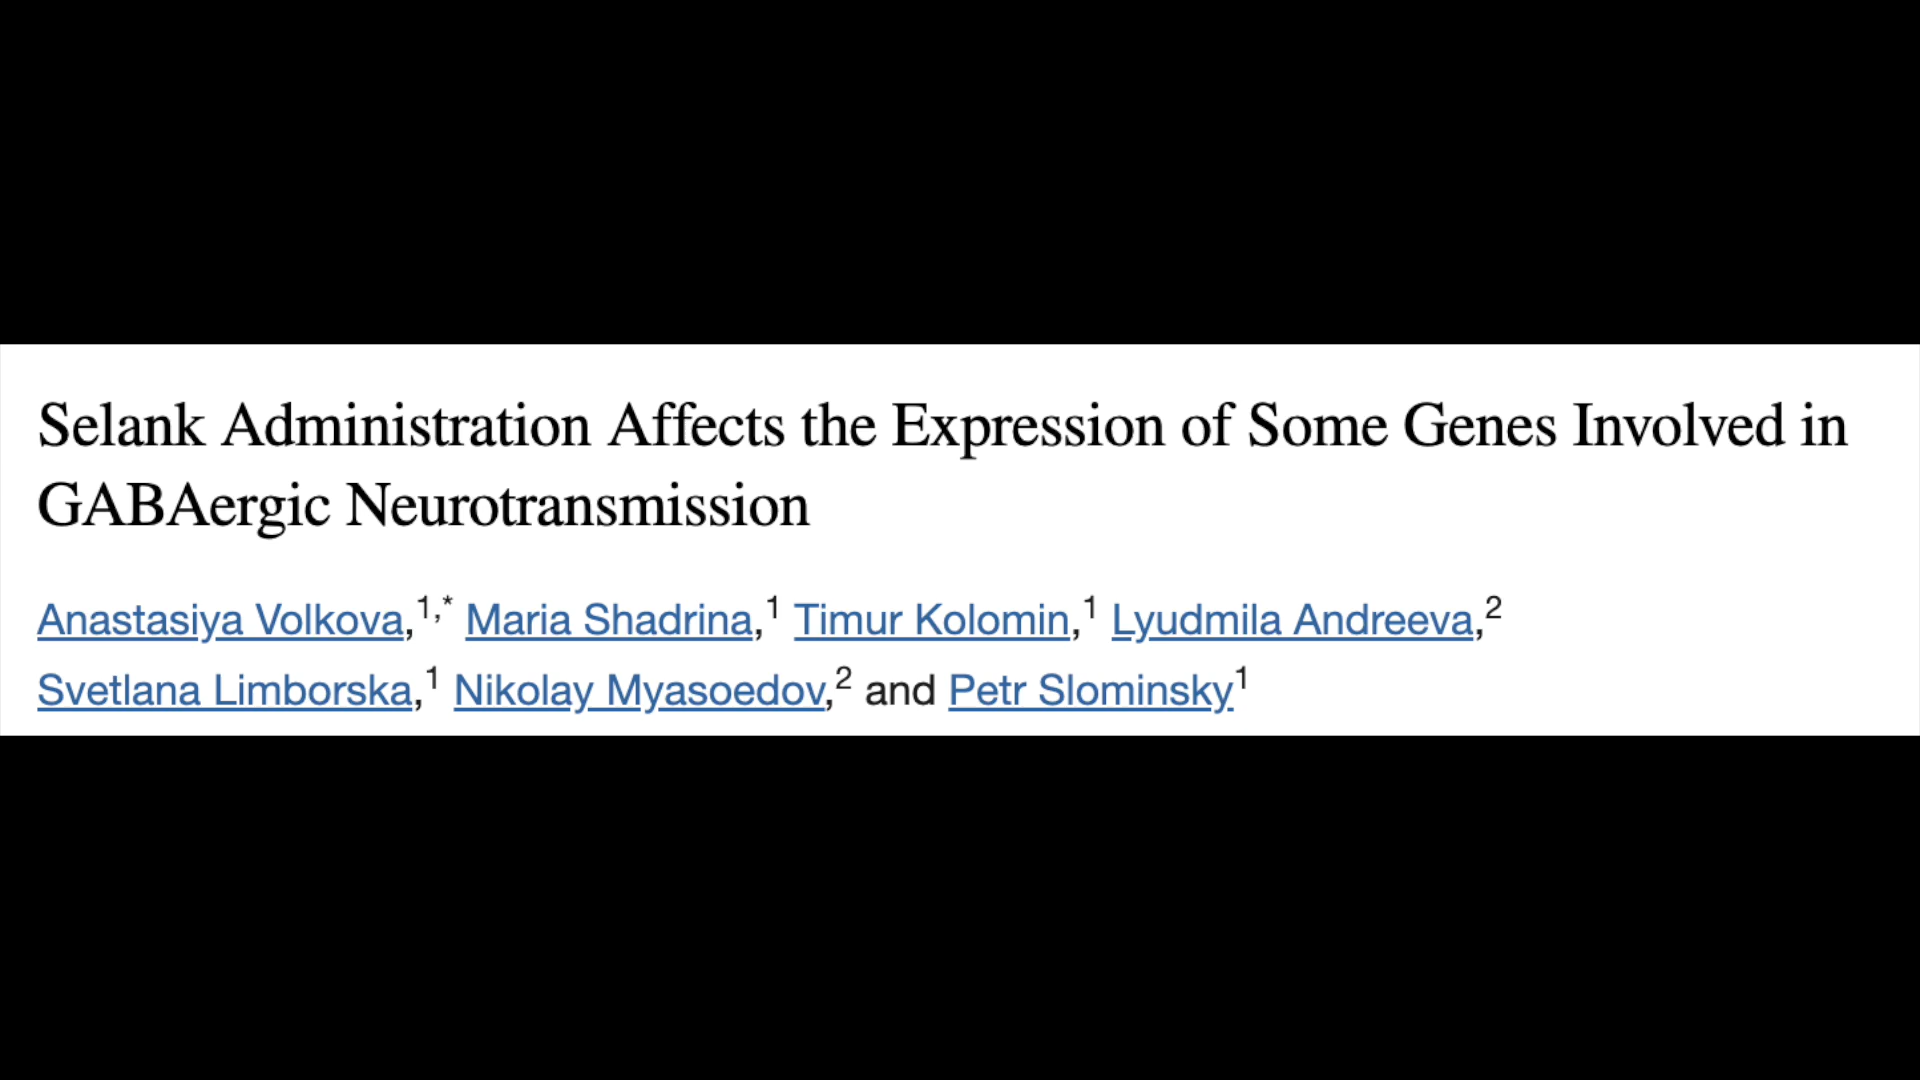 Selank Administration Affects the Expression of Some Genes Involved in
GABAergic Neurotransmission
Anastasiya Volkova,1,* Maria Shadrina,1 Timur Kolomin,1 Lyudmila Andreeva,2
Svetlana Limborska,1 Nikolay Myasoedov,2 and Petr Slominsky1